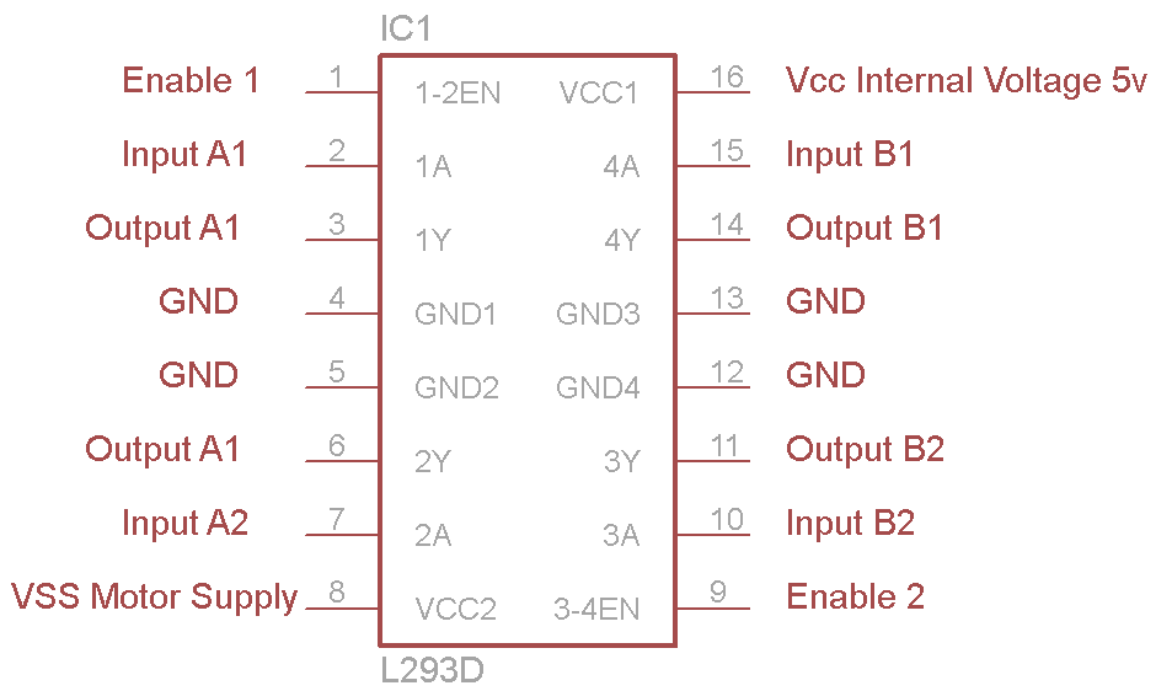 IC1
Enable 1 1 1-2EN VCC1 16 Vcc Internal Voltage 5v
Input A1 2 1A 4A 15 Input B1
Output A1 3 1Y 4Y 14 Output B1
GND 4 GND1 GND3 13 GND
GND 5 GND2 GND4 12 GND
Output A1 6 2Y 3Y 11 Output B2
Input A2 7 2A 3A 10 Input B2
VSS Motor Supply 8 VCC2 3-4EN 9 Enable 2
L293D